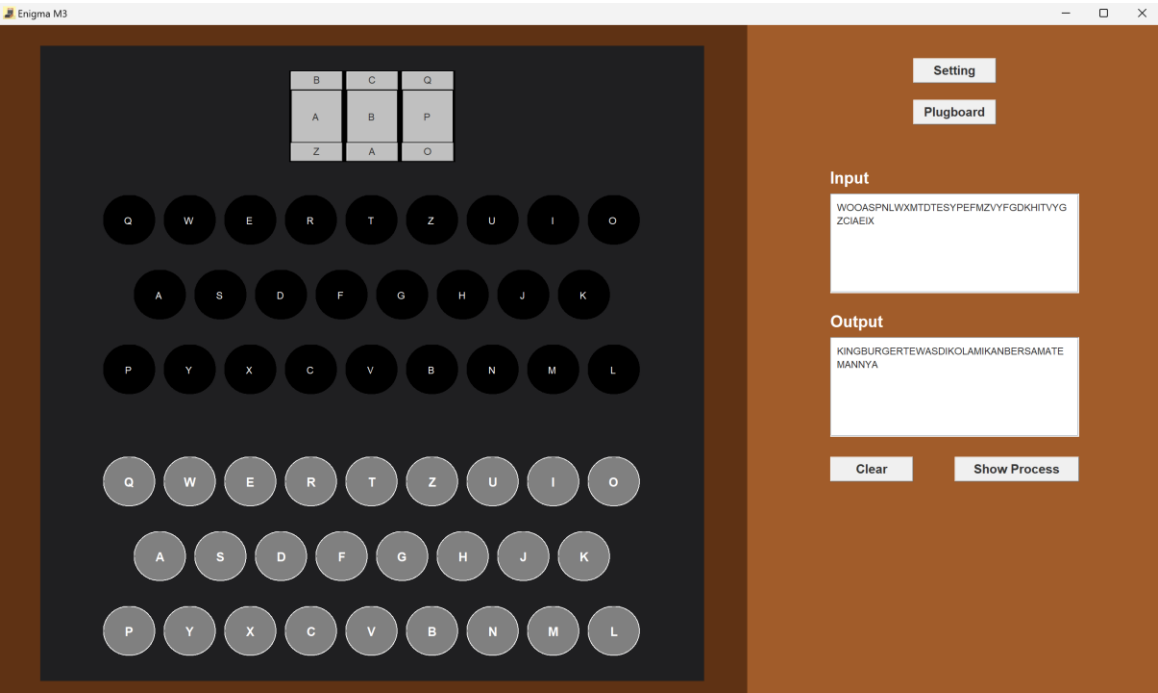 Enigma M3
B C Q
A B P
Z A O
Q W E R T Z U I O
A S D F G H J K
P Y X C V B N M L
Q W E R T Z U I O
A S D F G H J K
P Y X C V B N M L
Setting
Plugboard
Input
WOOASPNLWXMTDTESYPEFMZVYFGDKHITVYG
ZCIAEIX
Output
KINGBURGERTEWASDIKOLAMIKANBERSAMATE
MANNYA
Clear Show Process